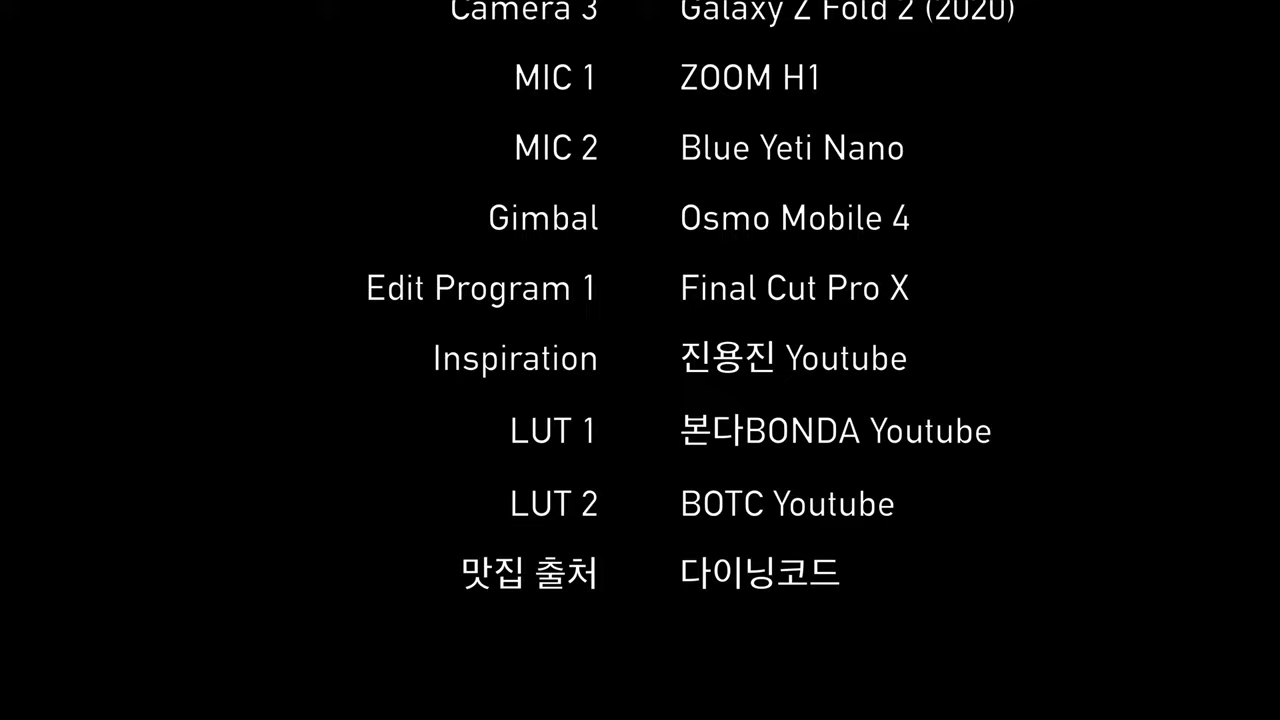 Camera 3 Galaxy Z Fold 2 (2020)
MIC 1 ZOOM H1
MIC 2 Blue Yeti Nano
Gimbal Osmo Mobile 4
Edit Program 1 Final Cut Pro X
Inspiration 진용진 Youtube
LUT 1 본다BONDA Youtube
LUT 2 BOTC Youtube
맛집 출처 다이닝코드